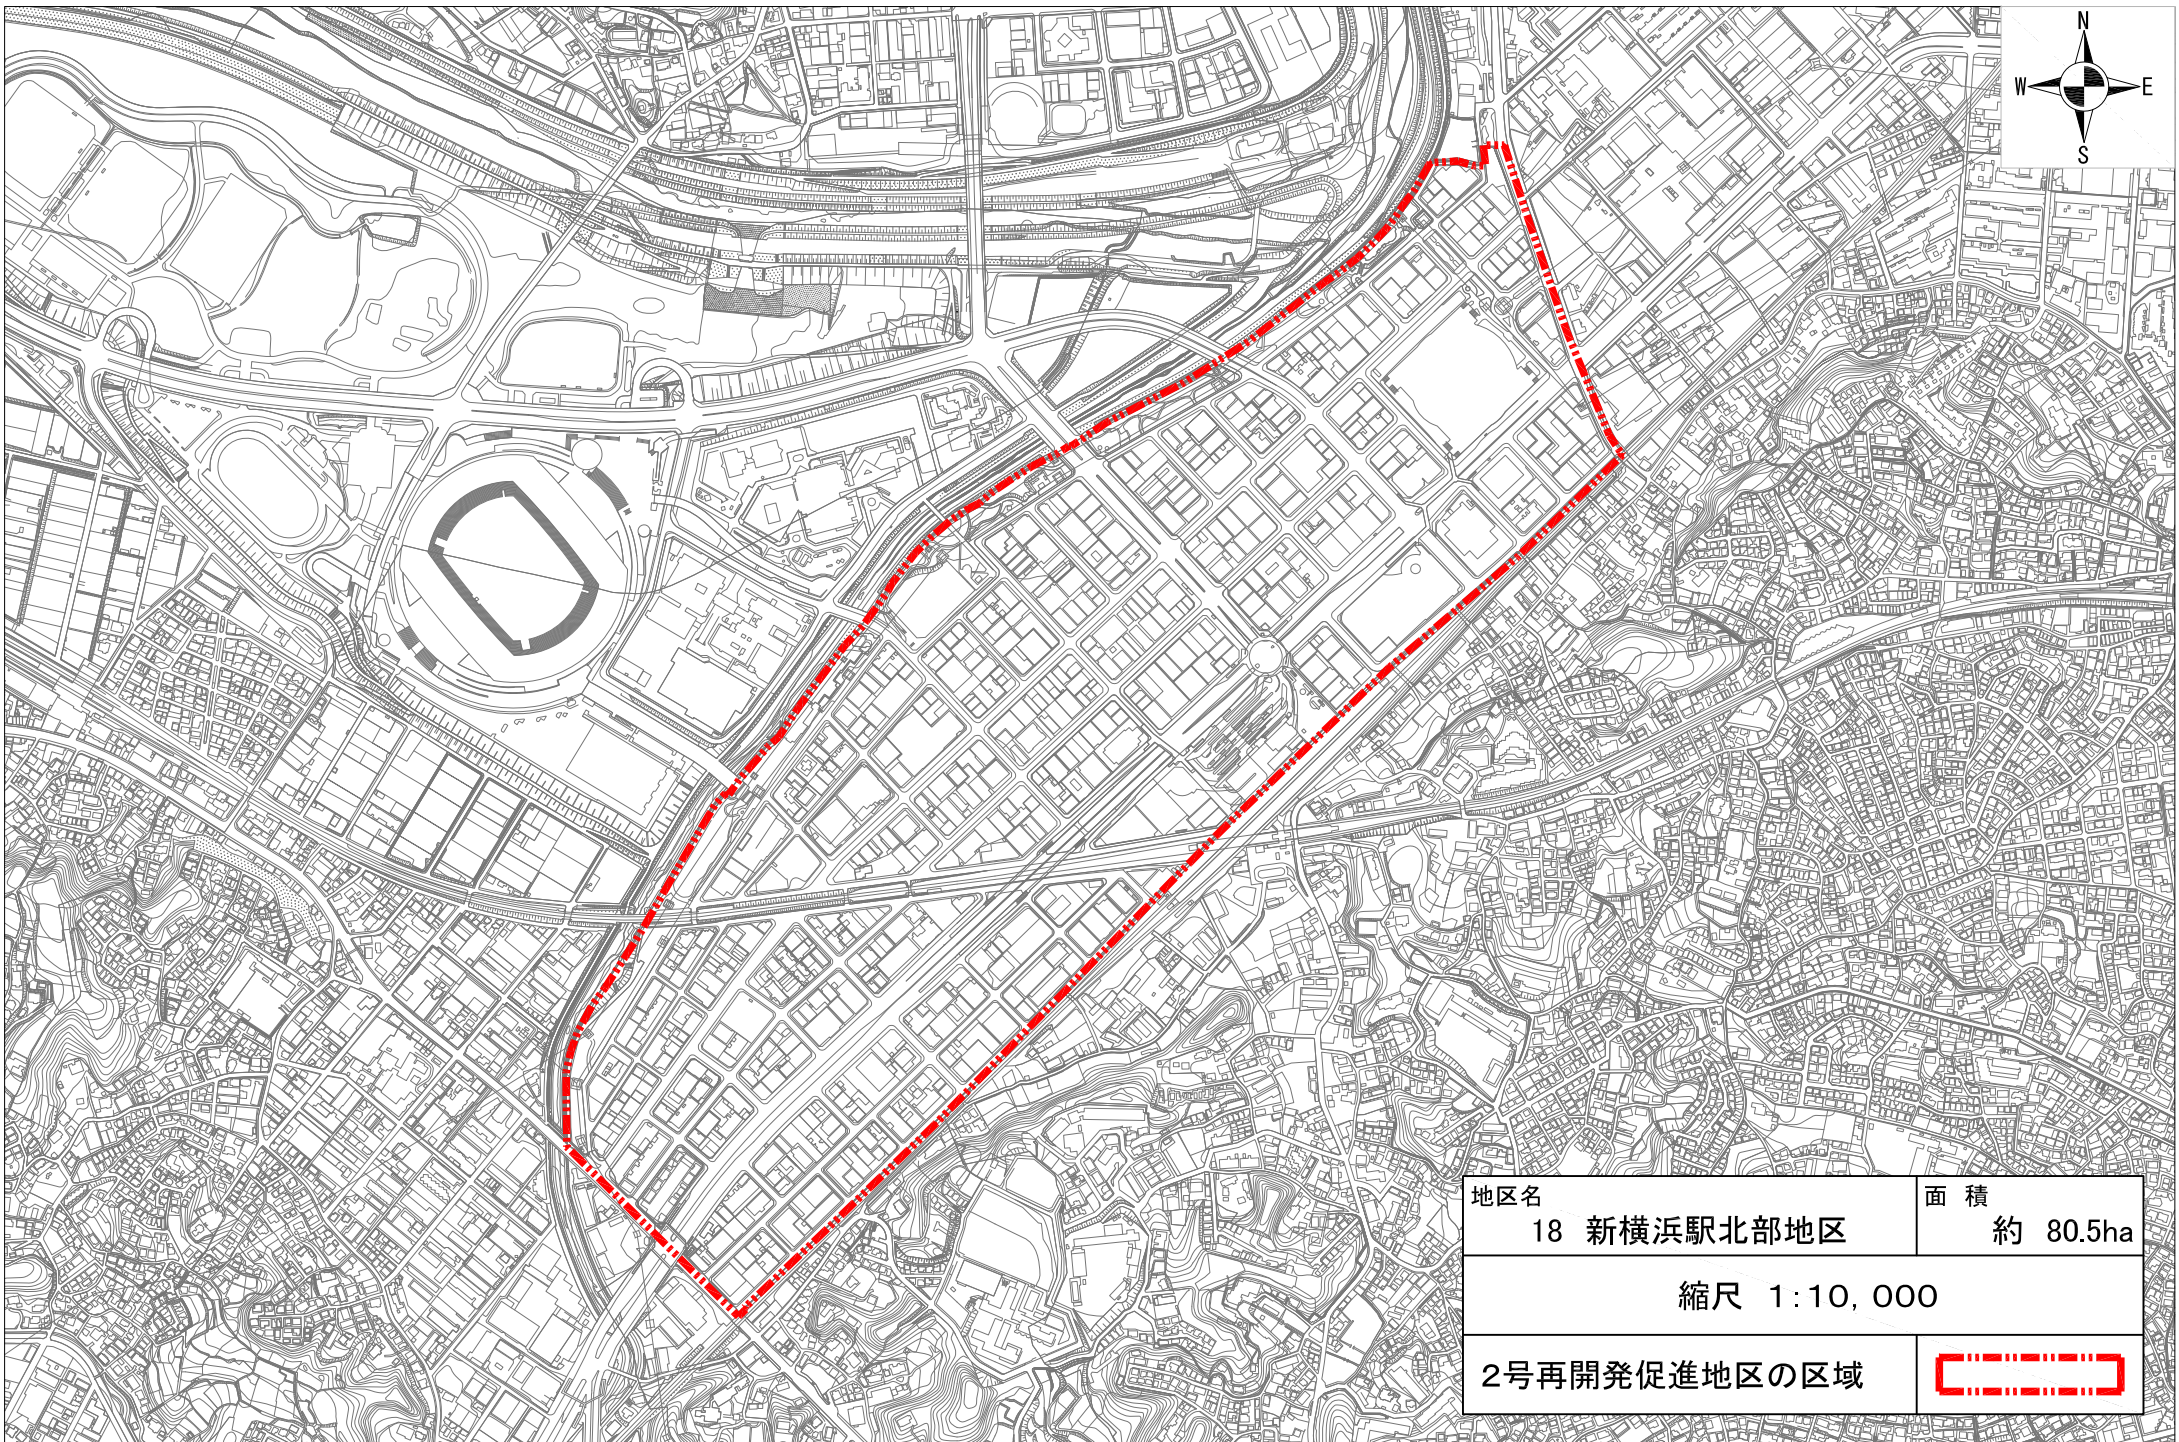 N
W E
S
地区名
18 新横浜駅北部地区
面 積
約 80.5ha
縮尺 1:10,000
2号再開発促進地区の区域